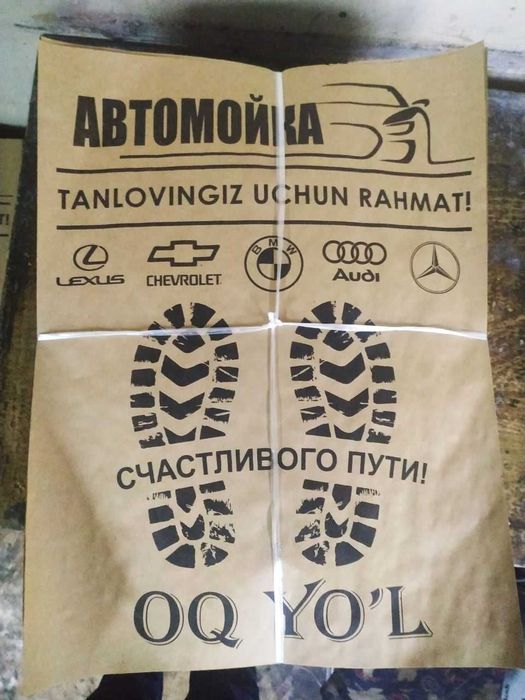 АВТОМОЙКА
TANLOVINGIZ UCHUN RAHMAT!
LEXUS CHEVROLET BMW Audi
СЧАСТЛИВОГО ПУТИ!
OQ YO'L